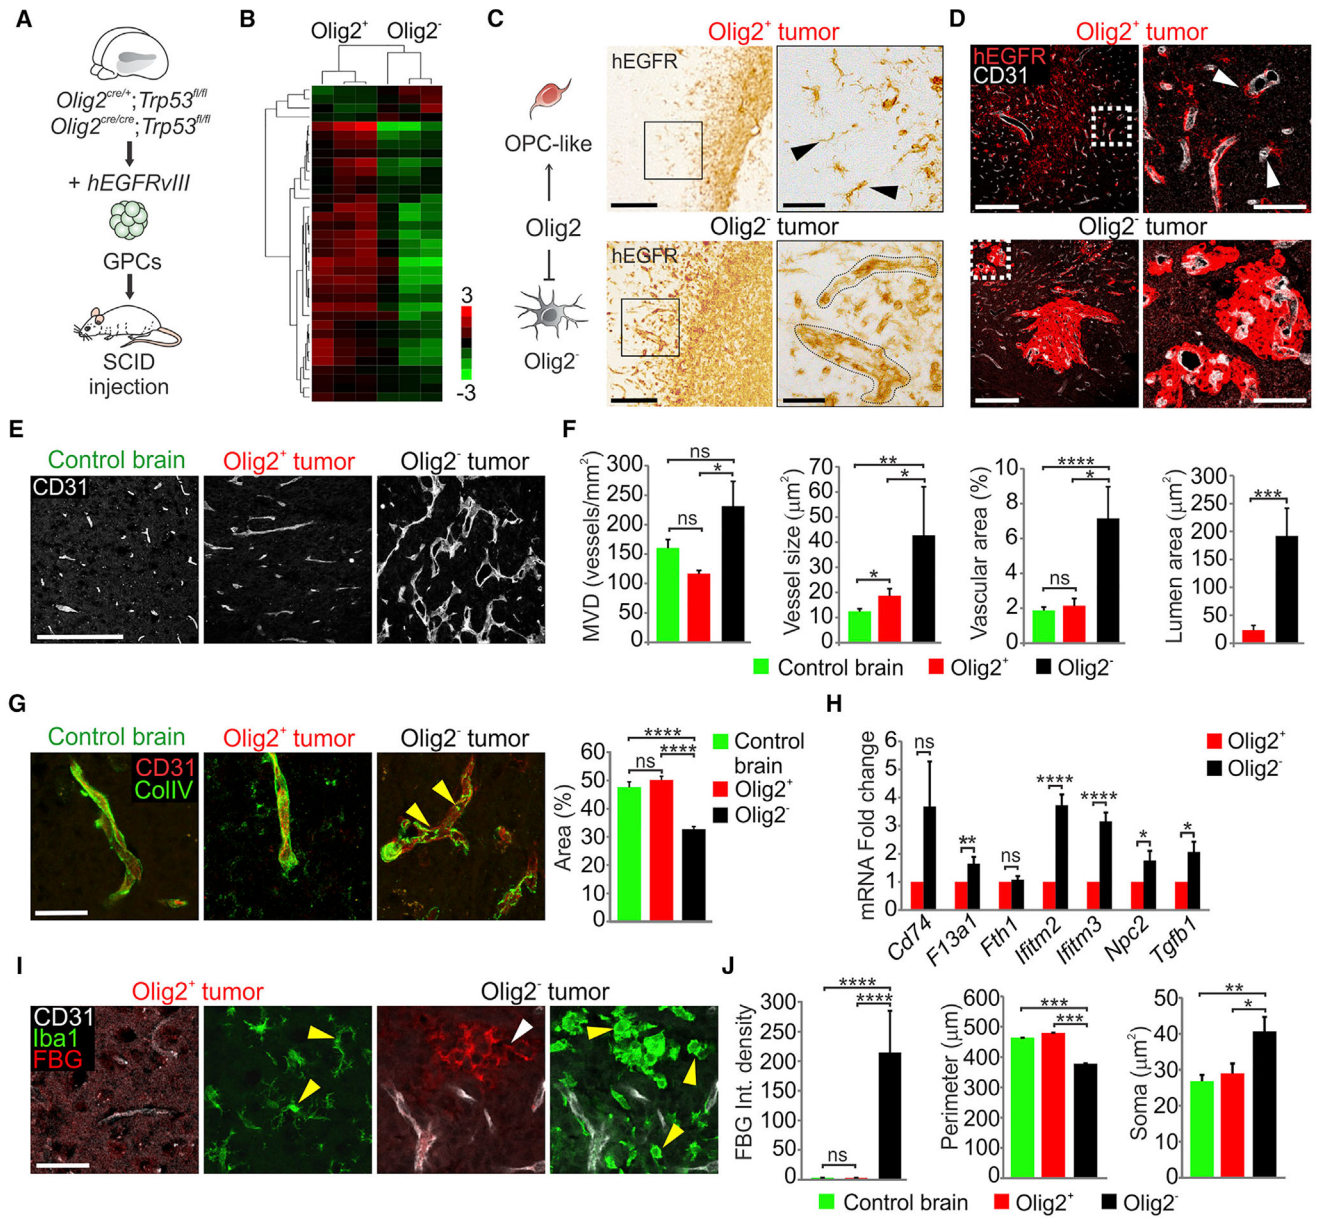 A
Olig2cre/+;Trp53fl/fl
Olig2cre/cre;Trp53fl/fl
+ hEGFRvIII
GPCs
SCID
injection
B
Olig2+ Olig2-
3
-3
C
OPC-like
Olig2
Olig2-
Olig2+ tumor
hEGFR
Olig2- tumor
hEGFR
D
Olig2+ tumor
hEGFR
CD31
Olig2- tumor
E
Control brain
Olig2+ tumor
Olig2- tumor
CD31
F
MVD (vessels/mm2)
300
250
200
150
100
50
0
ns
*
ns
Vessel size (µm2)
70
60
50
40
30
20
10
0
**
*
*
Vascular area (%)
10
8
6
4
2
0
****
*
ns
Lumen area (µm2)
300
250
200
150
100
50
0
***
Control brain
Olig2+
Olig2-
G
Control brain
Olig2+ tumor
Olig2- tumor
CD31
ColIV
Area (%)
60
50
40
30
20
10
0
****
****
ns
Control
brain
Olig2+
Olig2-
H
mRNA Fold change
6
5
4
3
2
1
0
ns
**
ns
****
****
*
*
Cd74
F13a1
Fth1
Ifitm2
Ifitm3
Npc2
Tgfb1
Olig2+
Olig2-
I
Olig2+ tumor
Olig2- tumor
CD31
Iba1
FBG
J
FBG Int. density
300
250
200
150
100
50
0
****
****
ns
Perimeter (µm)
600
500
400
300
200
100
0
***
***
Soma (µm2)
50
40
30
20
10
0
**
*
Control brain
Olig2+
Olig2-